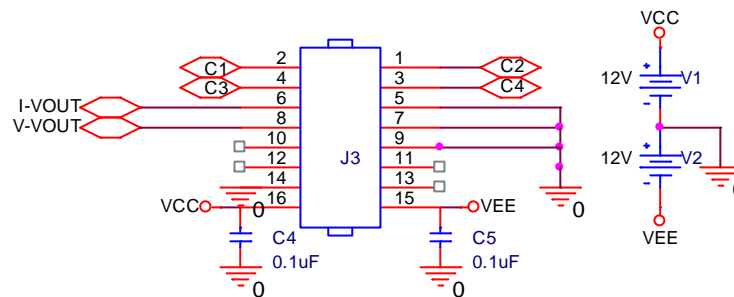 VCC
C1 2 1 C2
C3 4 3 C4
I-VOUT 6 5
V-VOUT 8 7
10 9
12 J3 11
14 13
VCC 0 16 15 VEE
0
C4 C5
0.1uF 0.1uF
0 0
12V V1
12V V2
0
VEE